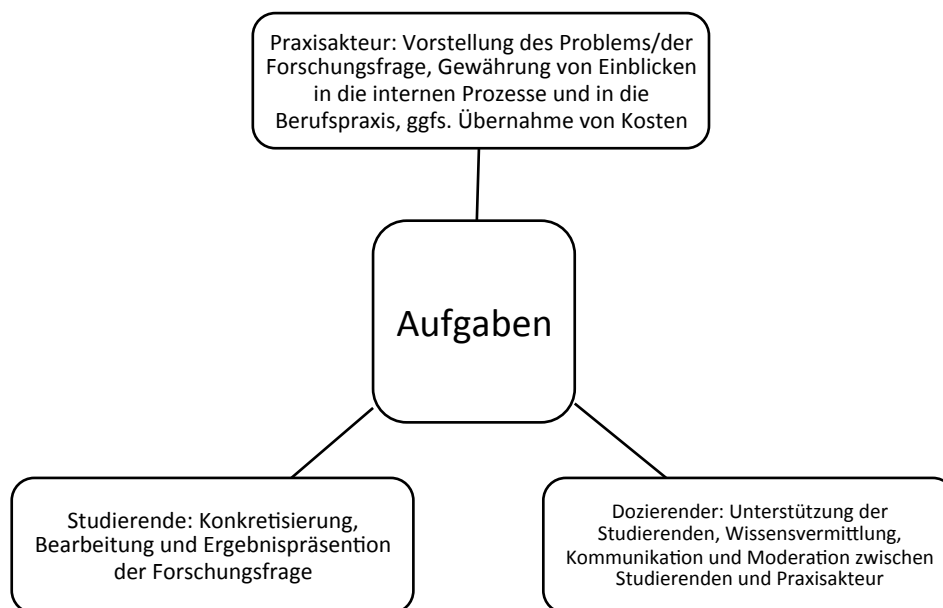 Praxisakteur: Vorstellung des Problems/der
Forschungsfrage, Gewährung von Einblicken
in die internen Prozesse und in die
Berufspraxis, ggfs. Übernahme von Kosten
Aufgaben
Studierende: Konkretisierung,
Bearbeitung und Ergebnispräsention
der Forschungsfrage
Dozierender: Unterstützung der
Studierenden, Wissensvermittlung,
Kommunikation und Moderation zwischen
Studierenden und Praxisakteur